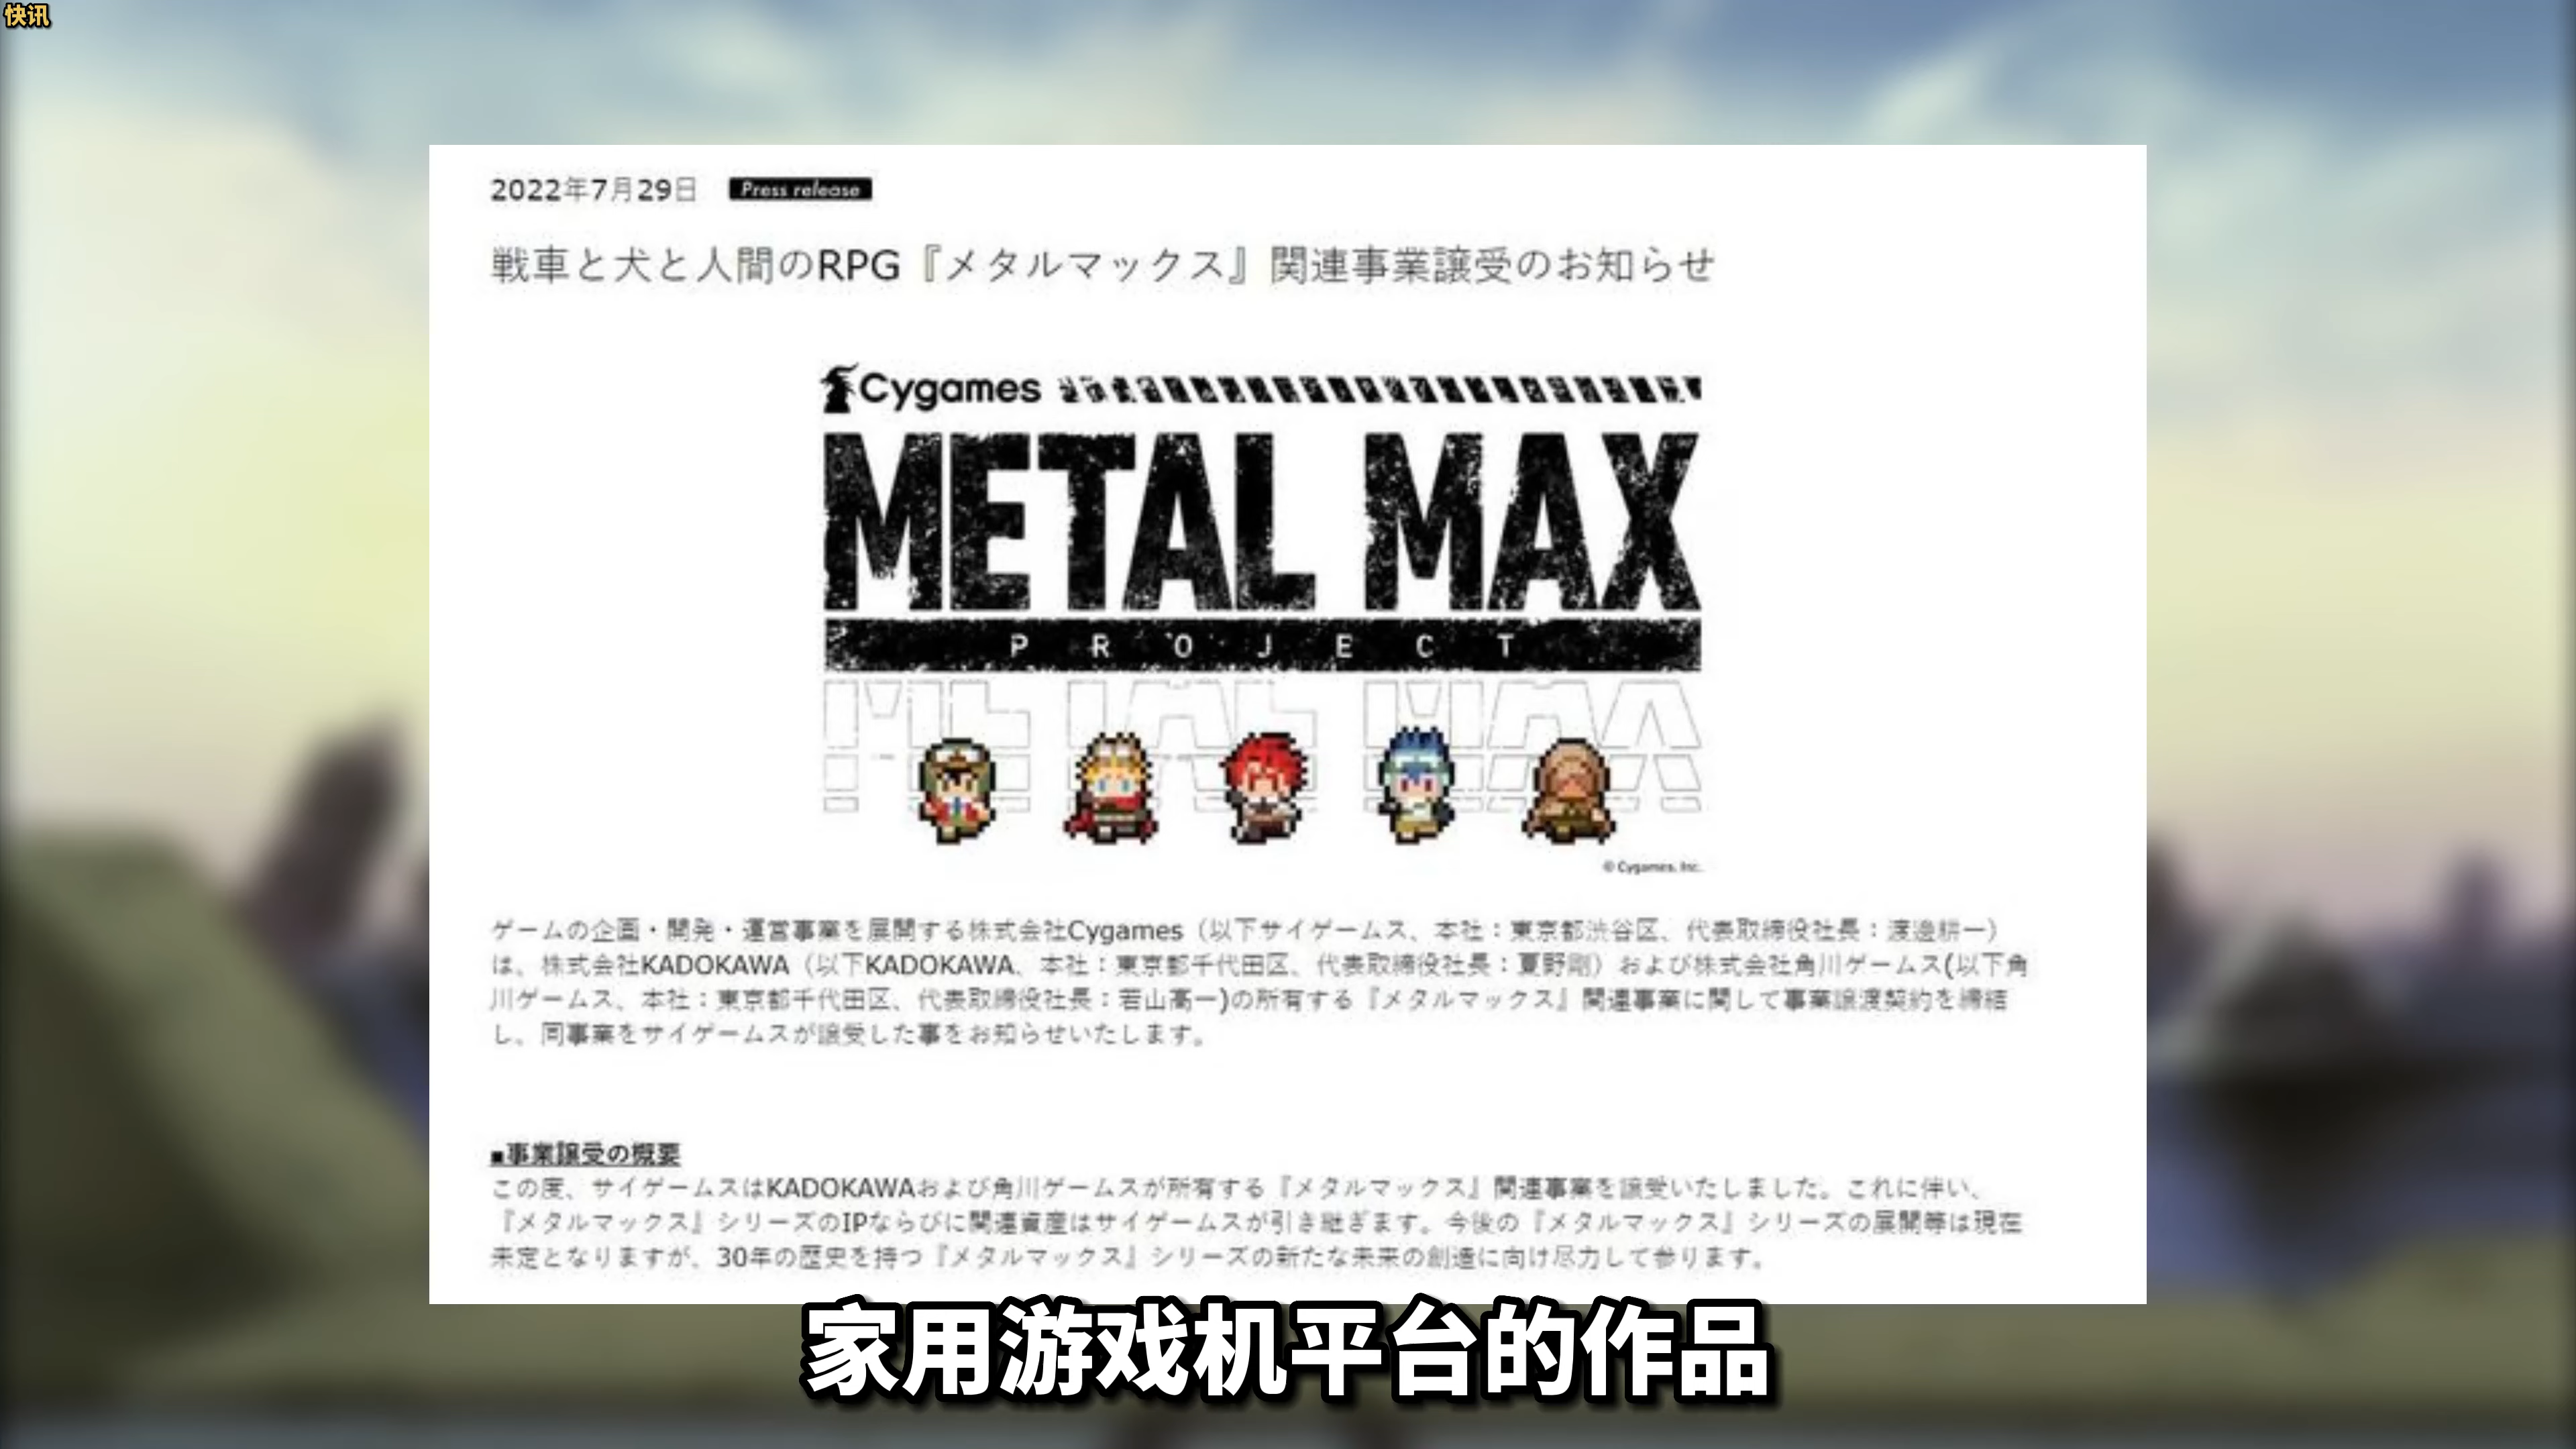 快讯
2022年7月29日 Press release
戦車と犬と人間のRPG『メタルマックス』関連事業譲受のお知らせ
Cygames
METAL MAX
PROJECT
© Cygames, Inc.
ゲームの企画・開発・運営事業を展開する株式会社Cygames（以下サイゲームス、本社：東京都渋谷区、代表取締役社長：渡邊耕一）
は、株式会社KADOKAWA（以下KADOKAWA、本社：東京都千代田区、代表取締役社長：夏野剛）および株式会社角川ゲームス(以下角
川ゲームス、本社：東京都千代田区、代表取締役社長：若山高一)の所有する『メタルマックス』関連事業に関して事業譲渡契約を締結
し、同事業をサイゲームスが譲受した事をお知らせいたします。
■事業譲受の概要
この度、サイゲームスはKADOKAWAおよび角川ゲームスが所有する『メタルマックス』関連事業を譲受いたしました。これに伴い、
『メタルマックス』シリーズのIPならびに関連資産はサイゲームスが引き継ぎます。今後の『メタルマックス』シリーズの展開等は現在
未定となりますが、30年の歴史を持つ『メタルマックス』シリーズの新たな未来の創造に向け尽力して参ります。
家用游戏机平台的作品